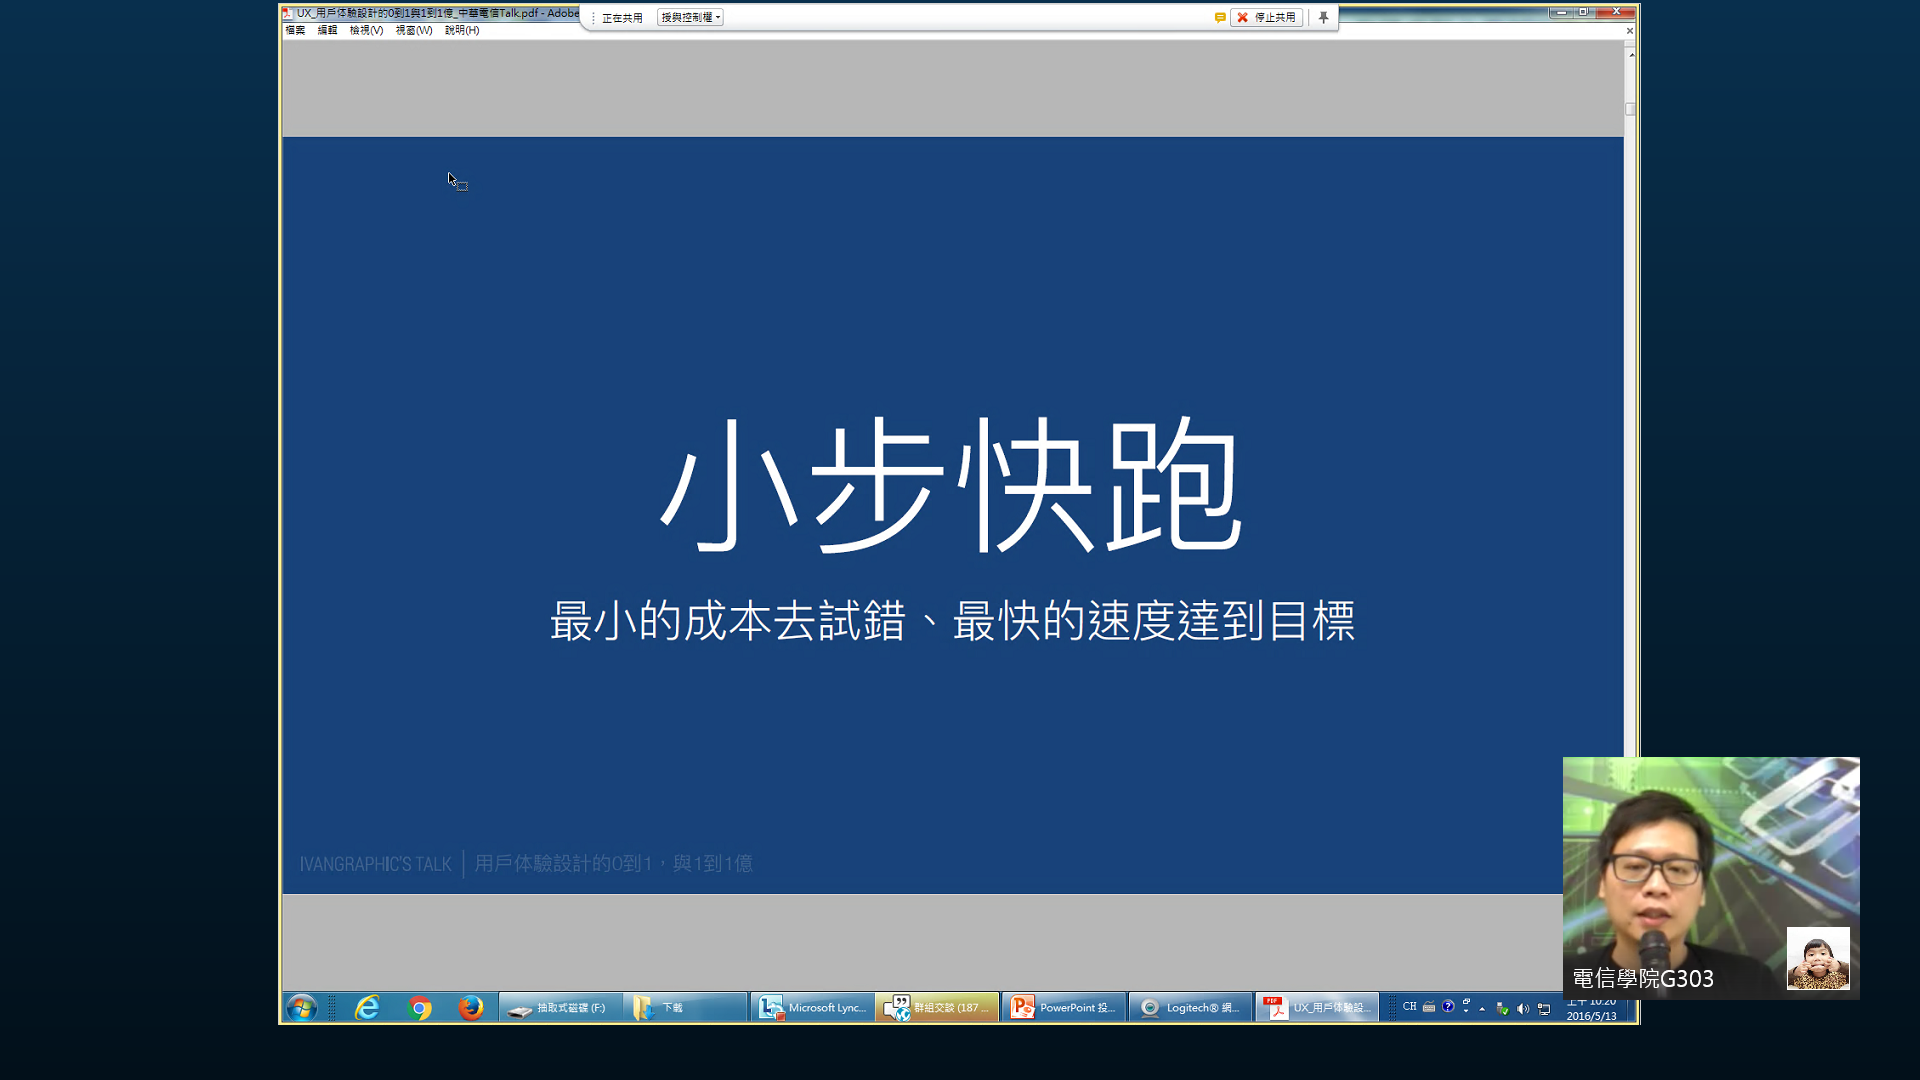 UX_用戶体驗設計的0到1與1到1億_中華電信Talk.pdf - Adobe
正在共用
授與控制權
停止共用
檔案 編輯 檢視(V) 視窗(W) 說明(H)
小步快跑
最小的成本去試錯、最快的速度達到目標
IVANGRAPHIC'S TALK │ 用戶体驗設計的0到1，與1到1億
電信學院G303
抽取式磁碟 (F:)
下載
Microsoft Lync...
群組交談 (187 ...
PowerPoint 投...
Logitech® 網...
UX_用戶体驗設...
CH
上午 10:20
2016/5/13